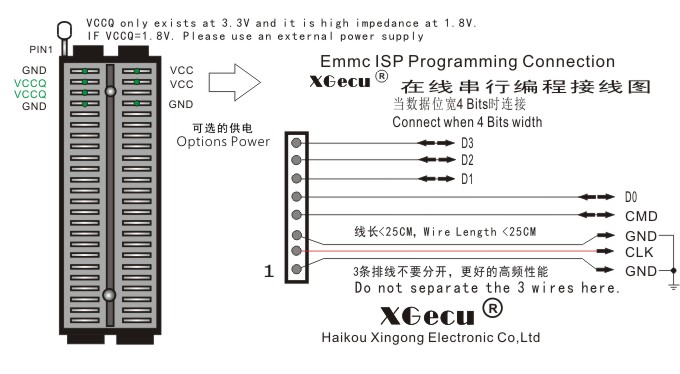 VCCQ only exists at 3.3V and it is high impedance at 1.8V.
IF VCCQ=1.8V. Please use an external power supply
PIN1
GND
VCCQ
VCCQ
GND
VCC
VCC
GND
Emmc ISP Programming Connection
XGecu ® 在线串行编程接线图
当数据位宽4 Bits时连接
Connect when 4 Bits width
可选的供电
Options Power
D3
D2
D1
D0
CMD
线长<25CM, Wire Length <25CM
GND
CLK
GND
1
3条排线不要分开，更好的高频性能
Do not separate the 3 wires here.
XGecu ®
Haikou Xingong Electronic Co,Ltd